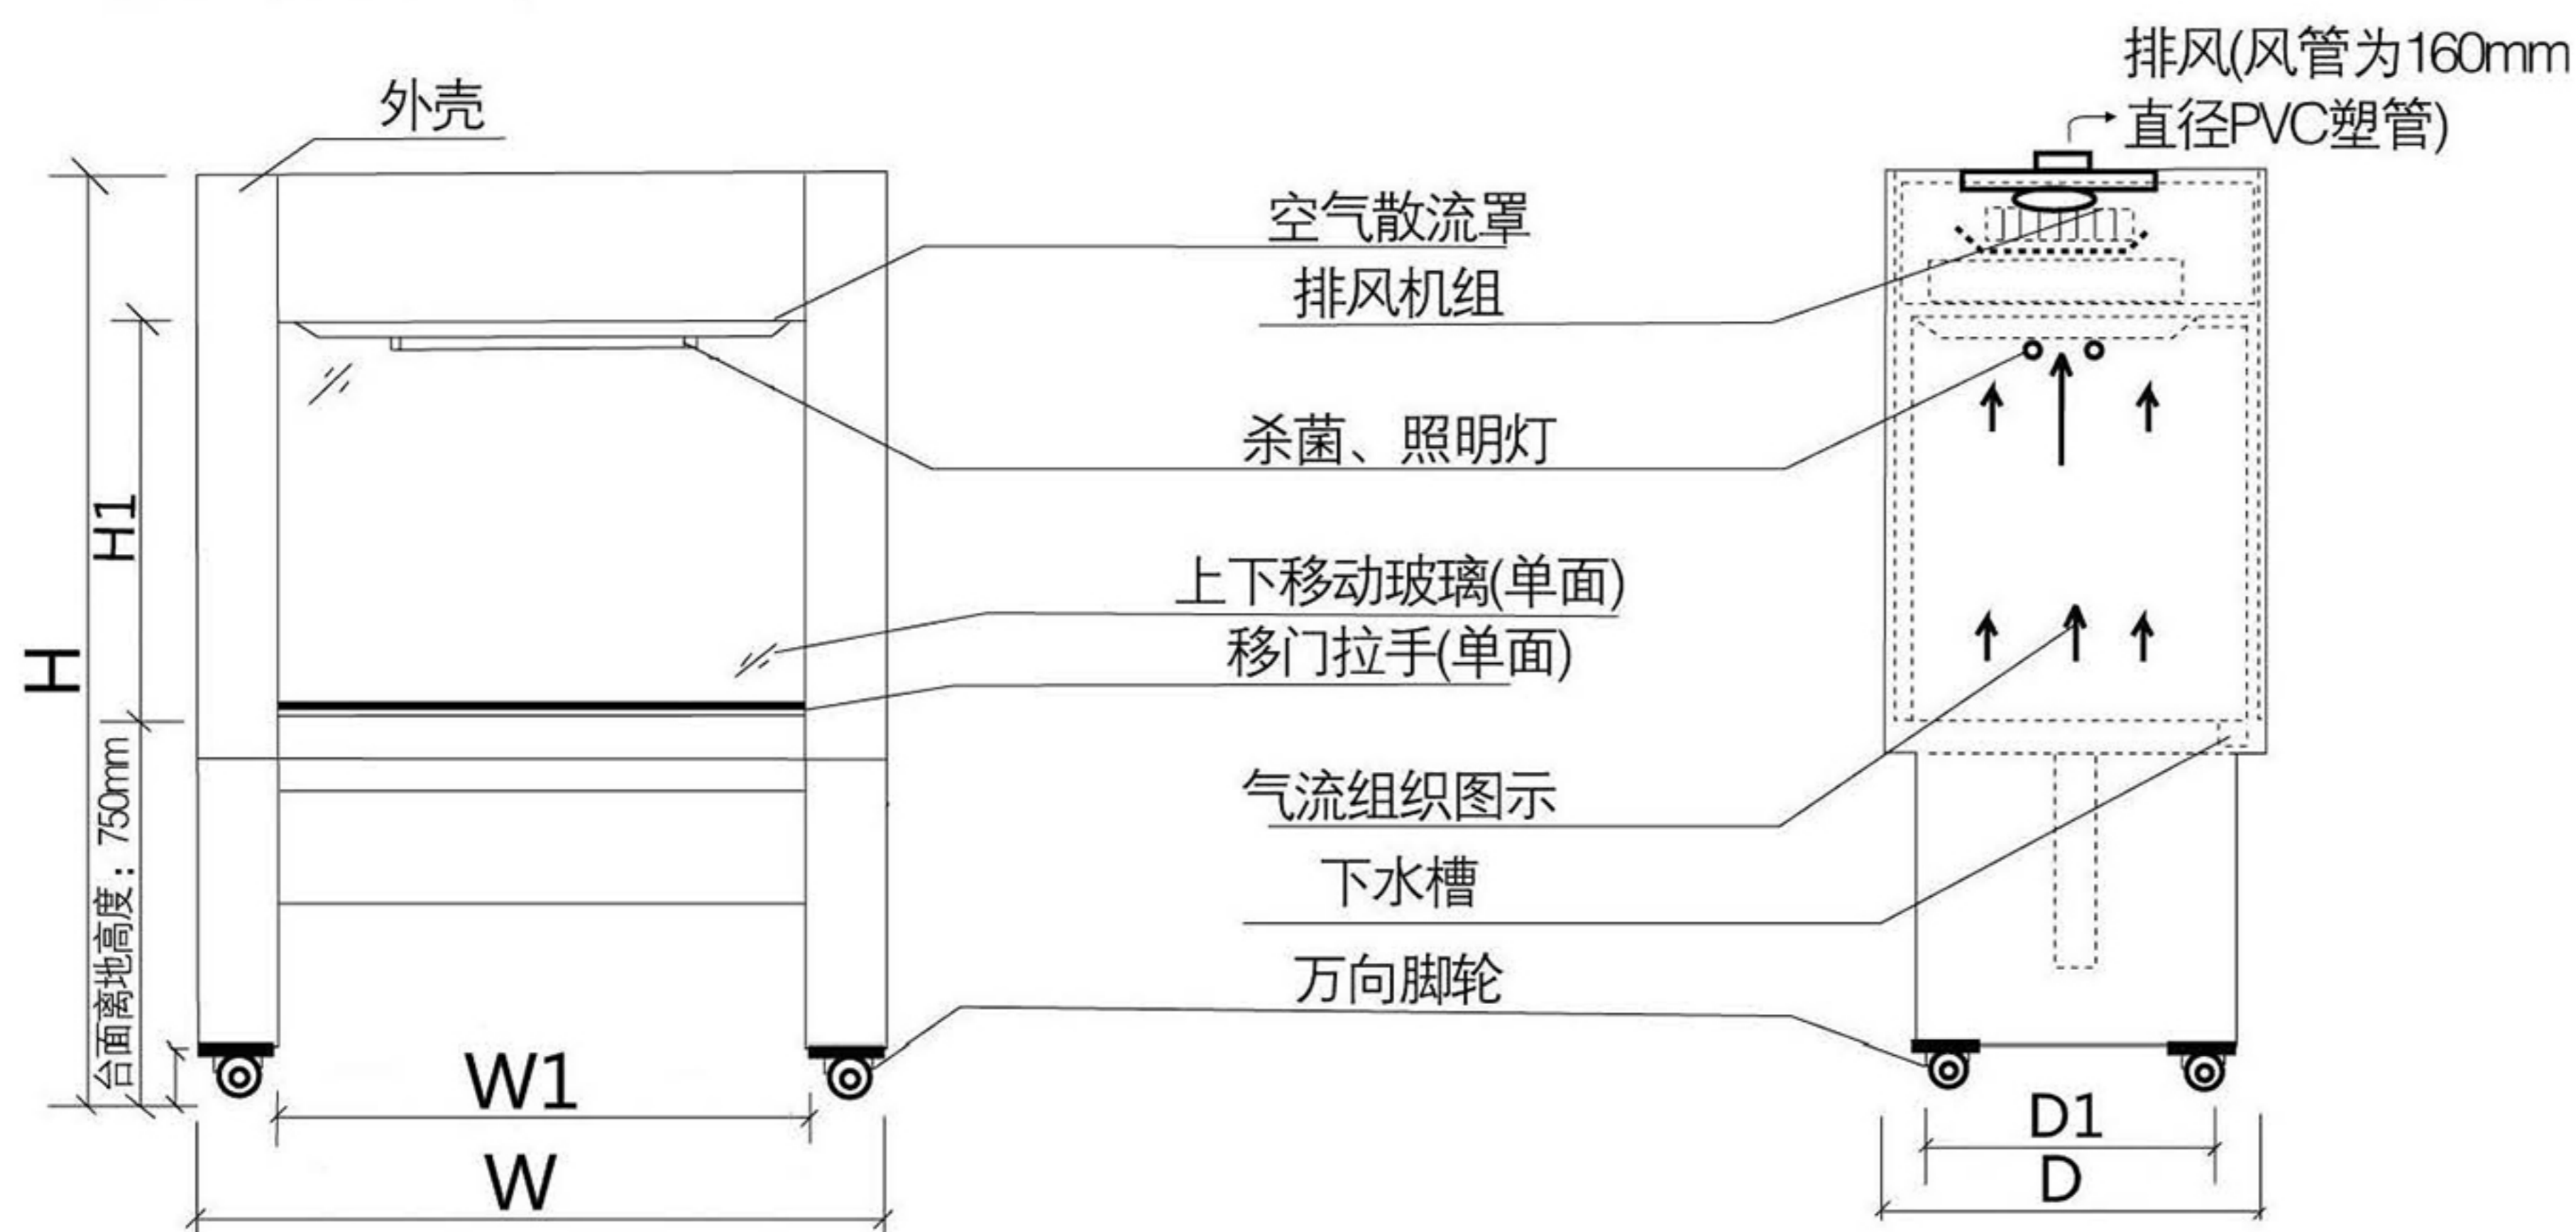 排风(风管为160mm
直径PVC塑管)
外壳
空气散流罩
排风机组
杀菌、照明灯
上下移动玻璃(单面)
移门拉手(单面)
气流组织图示
下水槽
万向脚轮
H
H1
台面离地高度：750mm
W1
W
D1
D